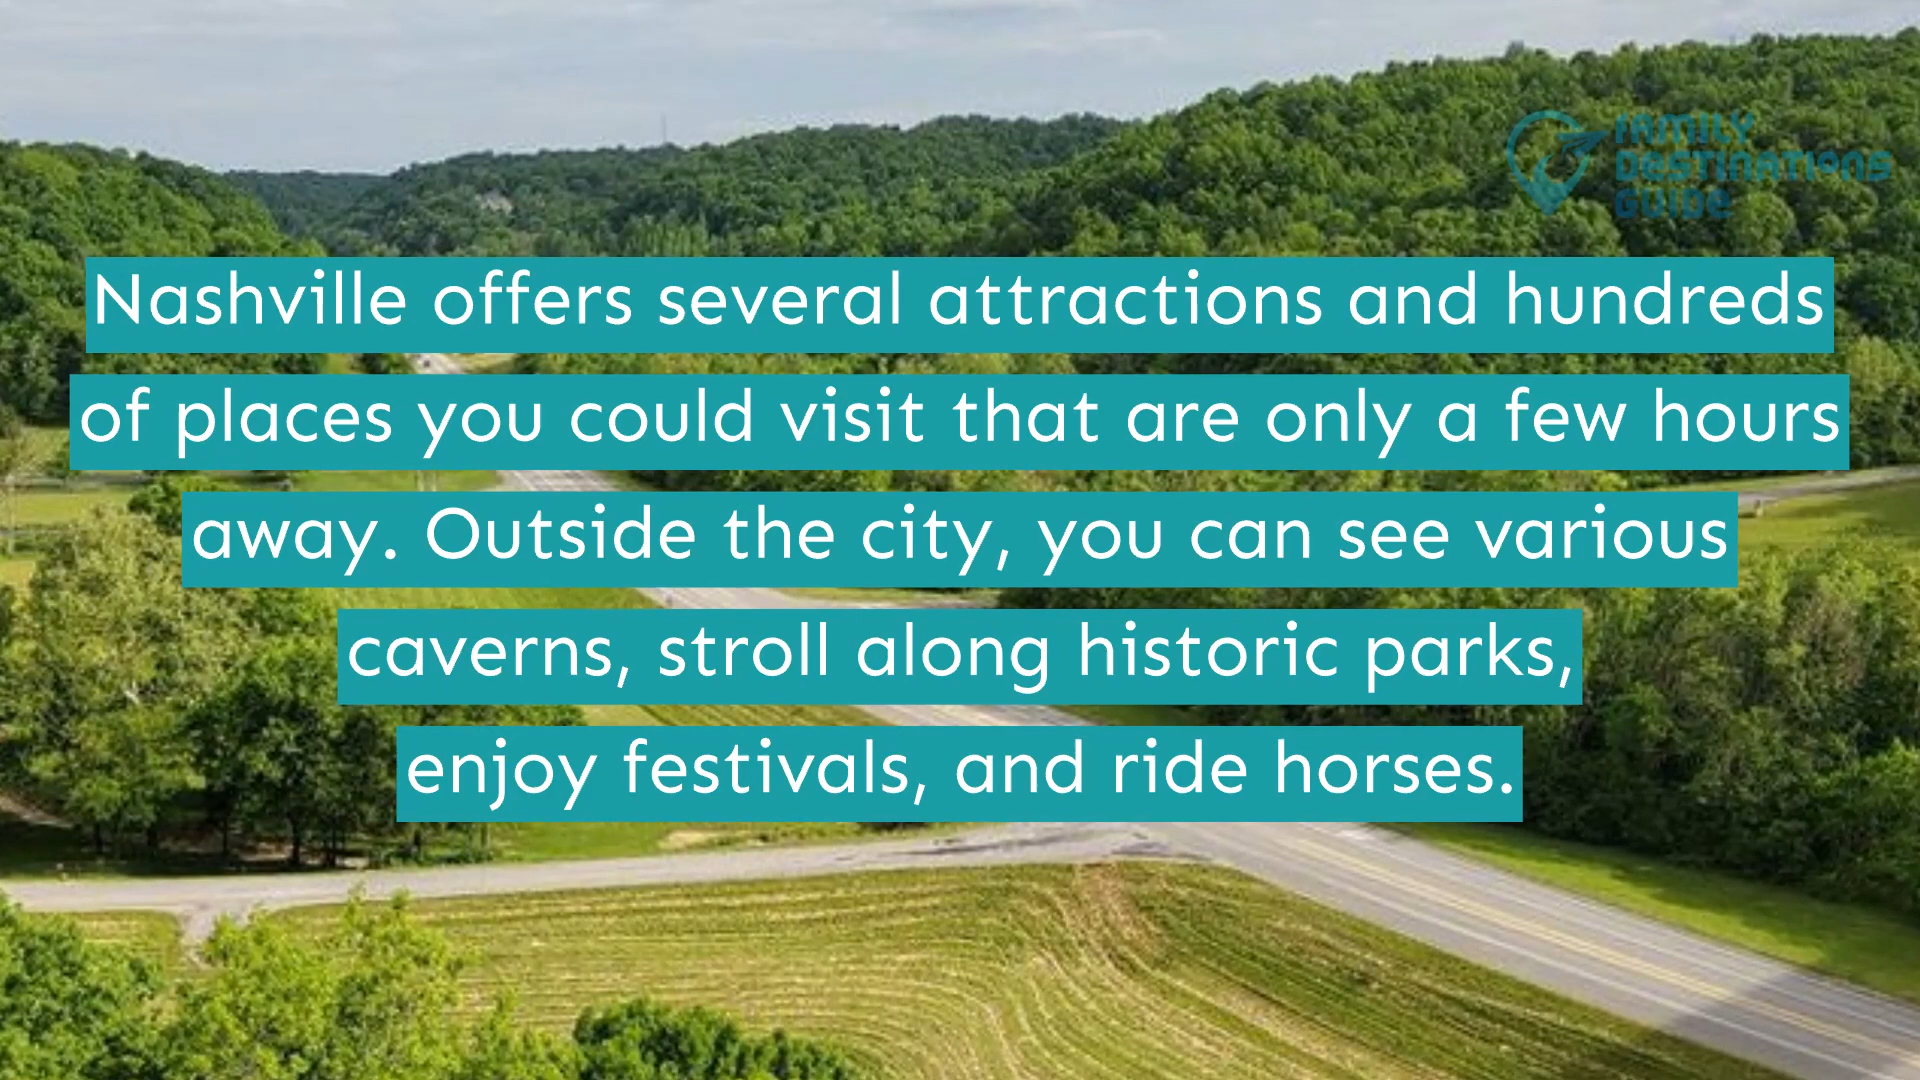 FAMILY
DESTINATIONS
GUIDE
Nashville offers several attractions and hundreds
of places you could visit that are only a few hours
away. Outside the city, you can see various
caverns, stroll along historic parks,
enjoy festivals, and ride horses.